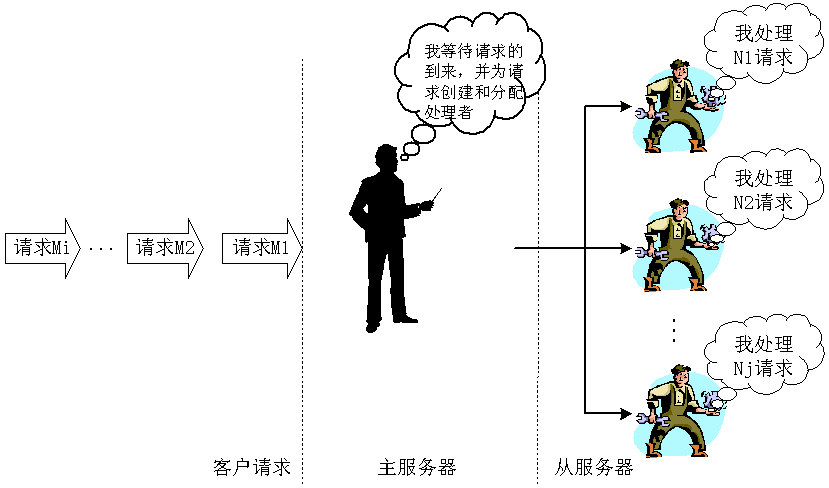 我等待请求的
到来，并为请
求创建和分配
处理者
我处理
N1请求
我处理
N2请求
请求Mi
...
请求M2
请求M1
我处理
Nj请求
客户请求
主服务器
从服务器